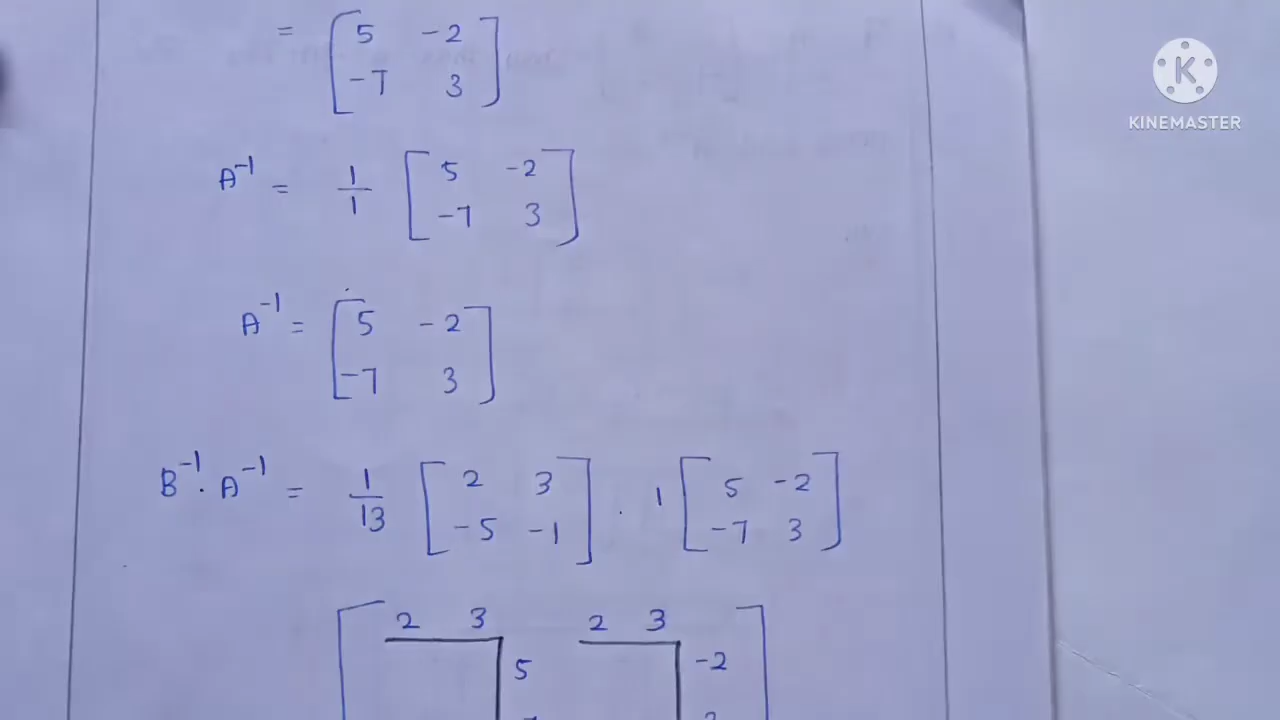 = [ 5 -2
-7 3 ]
KINEMASTER
A⁻¹ = 1/1 [ 5 -2
-7 3 ]
A⁻¹ = [ 5 -2
-7 3 ]
B⁻¹ . A⁻¹ = 1/13 [ 2 3
-5 -1 ] . 1 [ 5 -2
-7 3 ]
[ 2 3 2 3 ]
5 -2